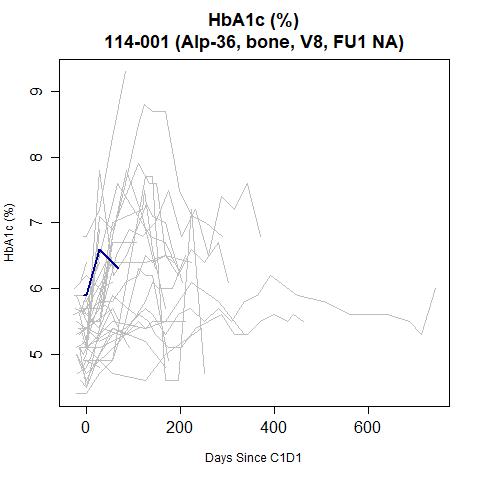 HbA1c (%)
114-001 (Alp-36, bone, V8, FU1 NA)
HbA1c (%)
9
8
7
6
5
0 200 400 600
Days Since C1D1